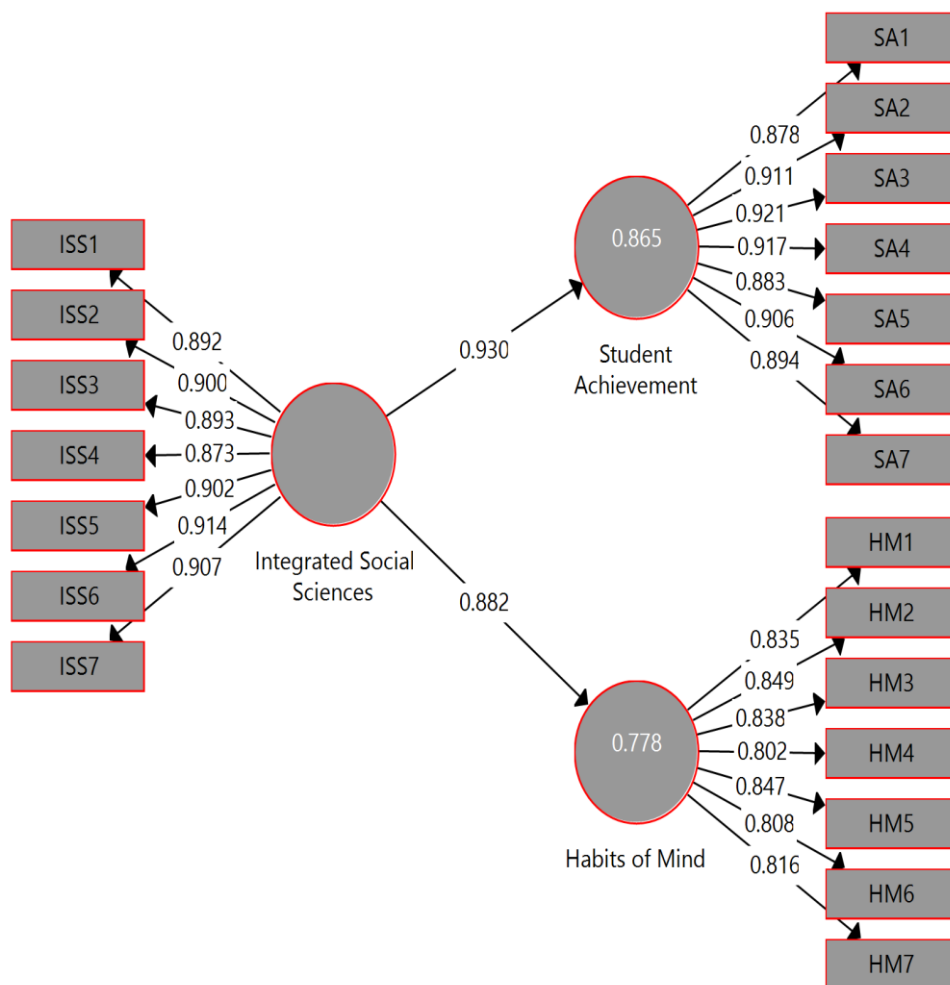 ISS1
ISS2
ISS3
ISS4
ISS5
ISS6
ISS7
0.892
0.900
0.893
0.873
0.902
0.914
0.907
Integrated Social
Sciences
0.930
0.882
0.865
Student
Achievement
0.878
0.911
0.921
0.917
0.883
0.906
0.894
SA1
SA2
SA3
SA4
SA5
SA6
SA7
0.778
Habits of Mind
0.835
0.849
0.838
0.802
0.847
0.808
0.816
HM1
HM2
HM3
HM4
HM5
HM6
HM7